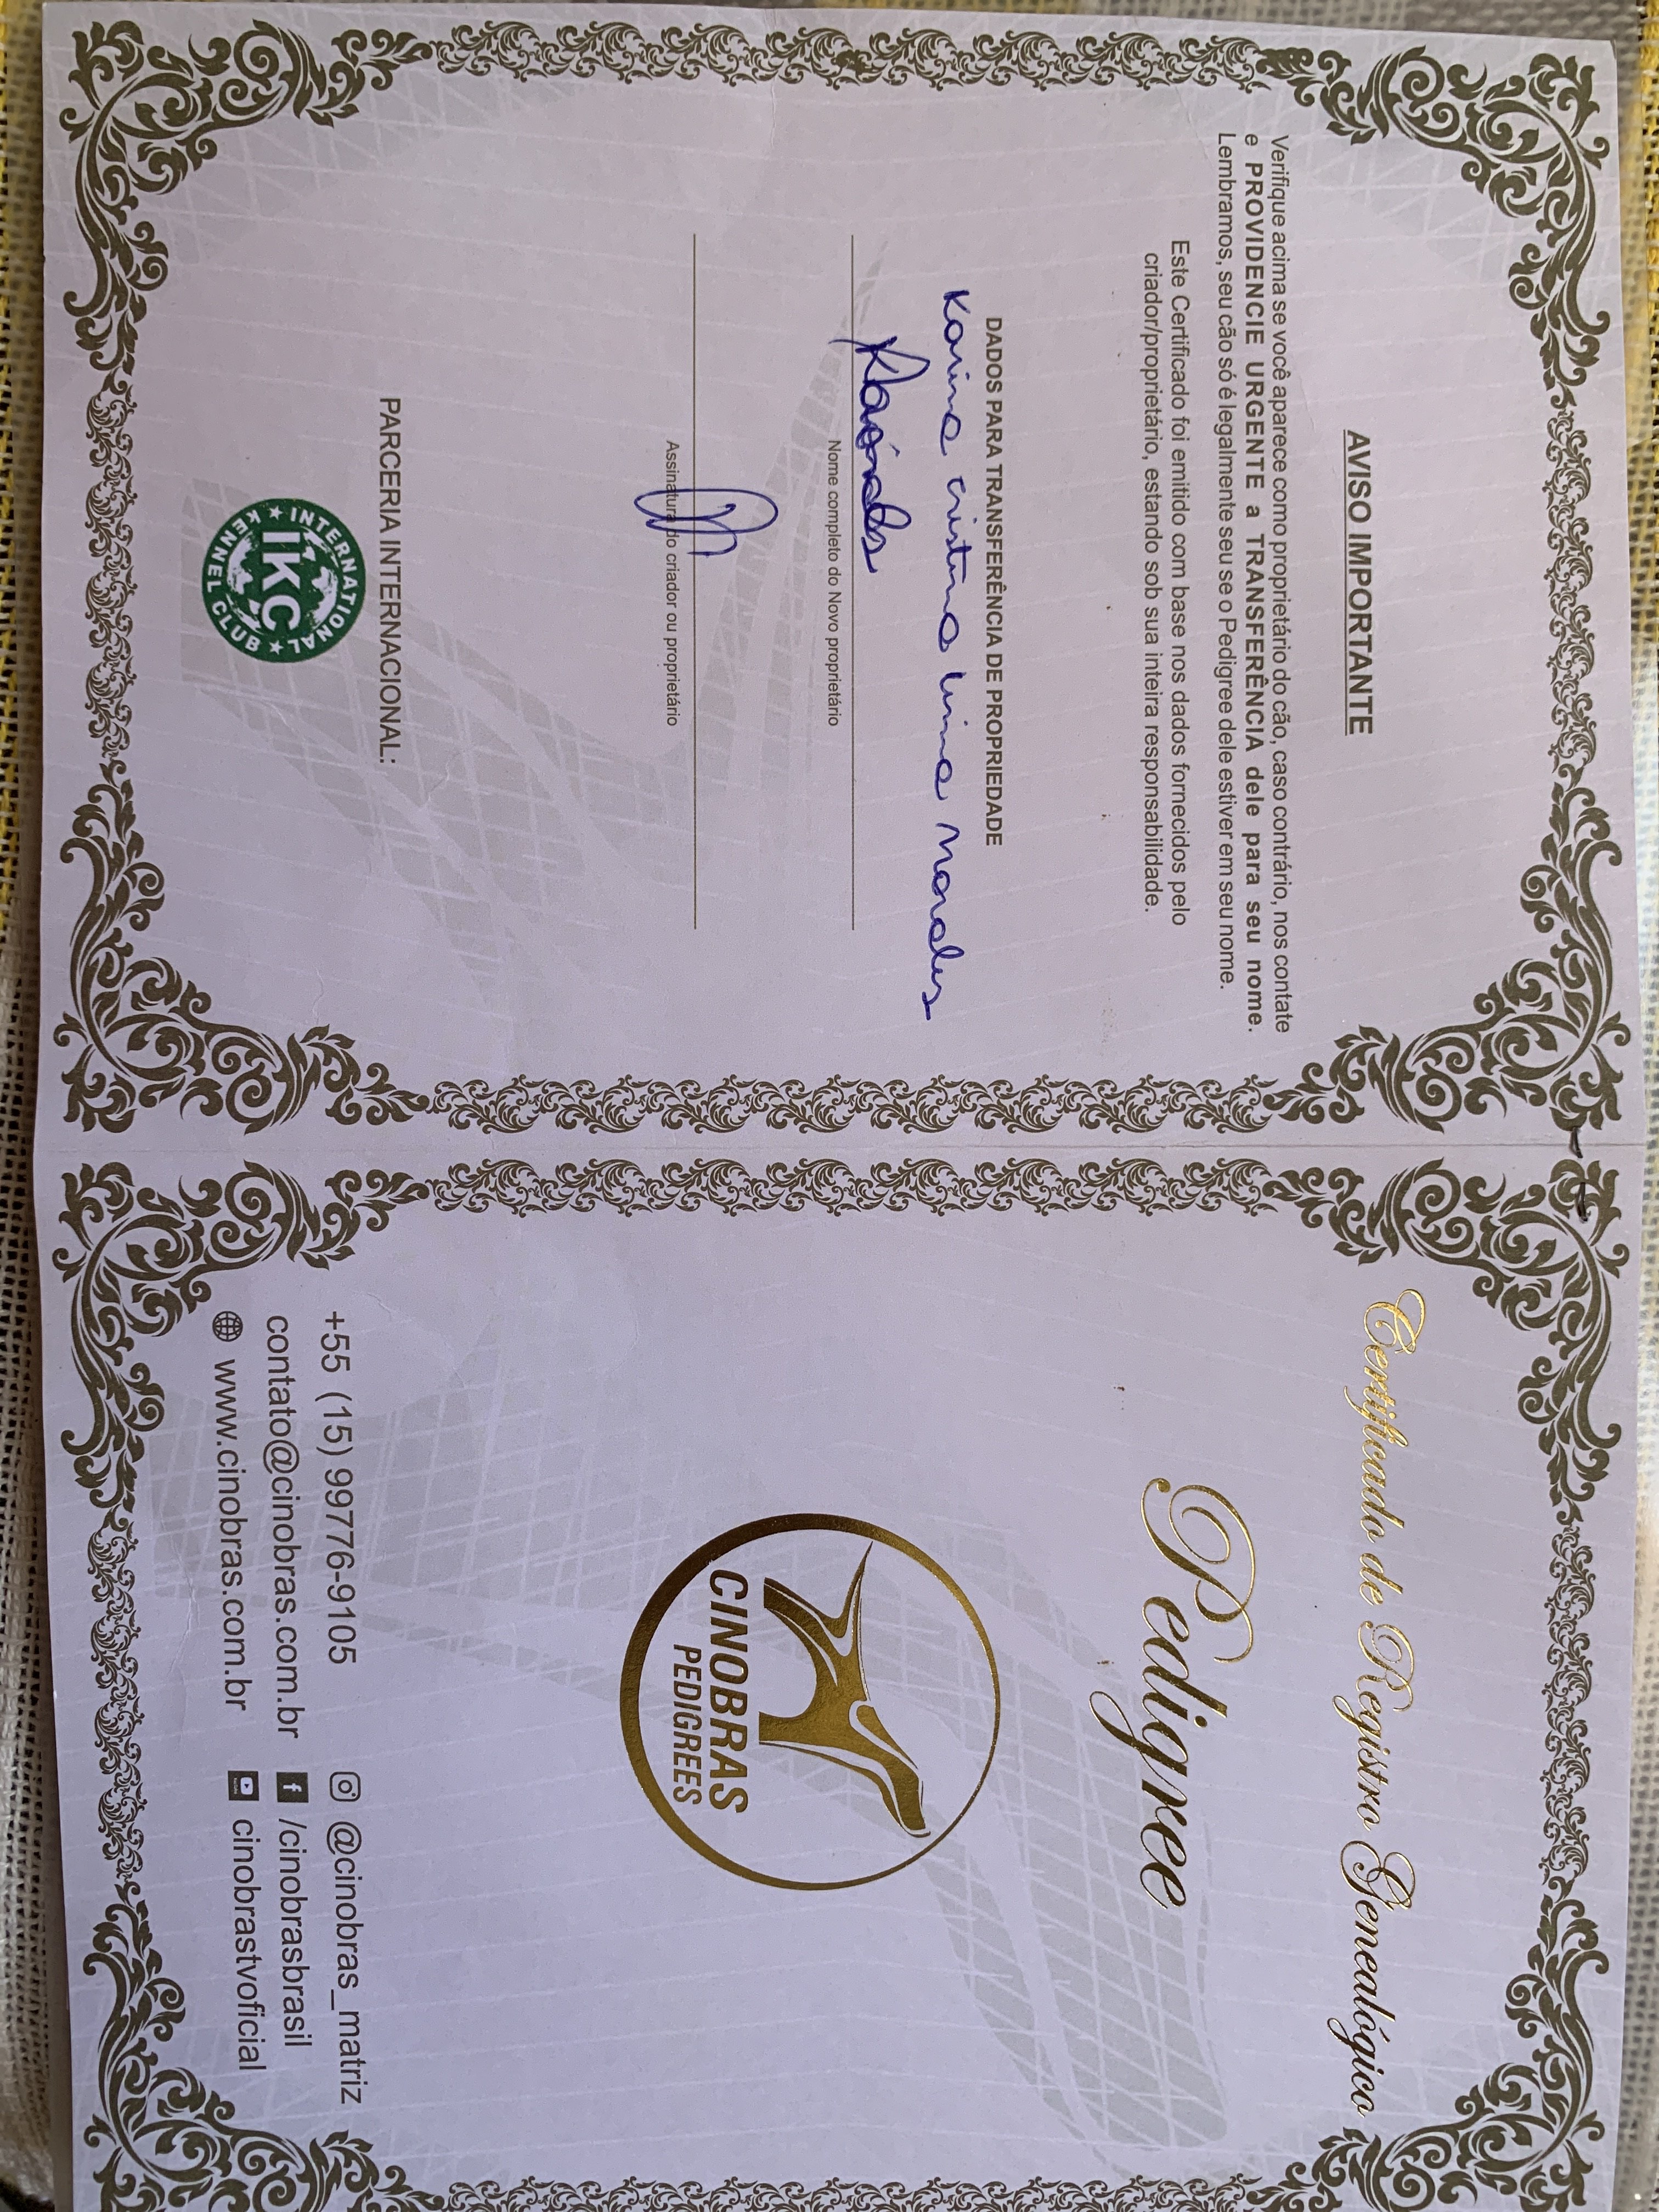 AVISO IMPORTANTE
Verifique acima se você aparece como proprietário do cão, caso contrário, nos contate
e PROVIDENCIE URGENTE a TRANSFERÊNCIA dele para seu nome.
Lembramos, seu cão só é legalmente seu se o Pedigree dele estiver em seu nome.
Este Certificado foi emitido com base nos dados fornecidos pelo
criador/proprietário, estando sob sua inteira responsabilidade.
DADOS PARA TRANSFERÊNCIA DE PROPRIEDADE
Karina Cristina Lima Morales
Nome completo do Novo proprietário
Assinatura do criador ou proprietário
PARCERIA INTERNACIONAL:
INTERNATIONAL
IKC
KENNEL CLUB
Certificado de Registro Genealógico
Pedigree
CINOBRAS
PEDIGREES
+55 (15) 99776-9105
@cinobras_matriz
contato@cinobras.com.br
/cinobrasbrasil
www.cinobras.com.br
cinobrastvoficial